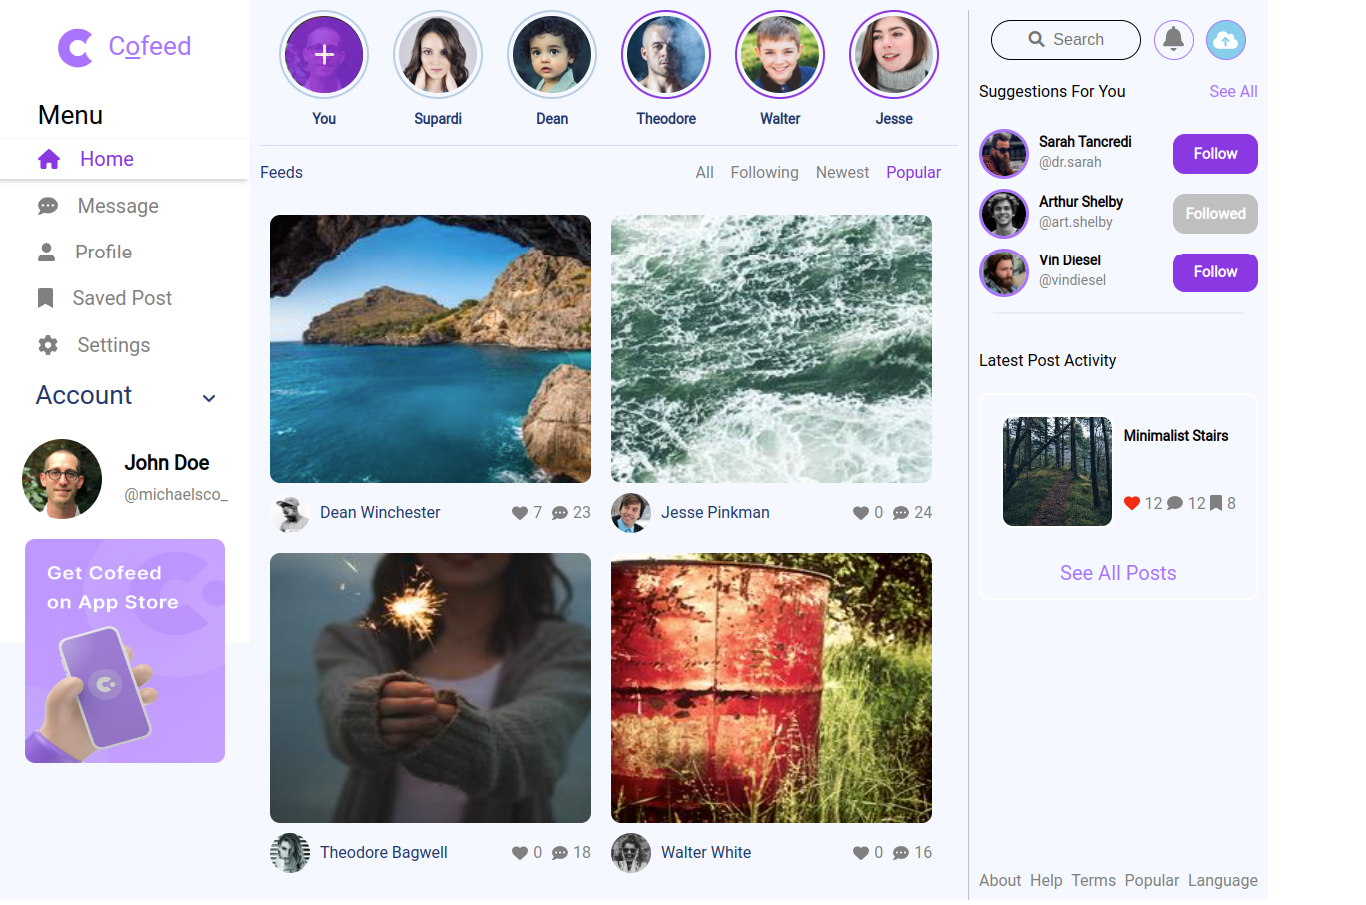 Cofeed
Menu
Home
Message
Profile
Saved Post
Settings
Account
John Doe
@michaelsco_
Get Cofeed
on App Store
You
Supardi
Dean
Theodore
Walter
Jesse
Feeds
All
Following
Newest
Popular
Dean Winchester
7
23
Jesse Pinkman
0
24
Theodore Bagwell
0
18
Walter White
0
16
Search
Suggestions For You
See All
Sarah Tancredi
@dr.sarah
Follow
Arthur Shelby
@art.shelby
Followed
Vin Diesel
@vindiesel
Follow
Latest Post Activity
Minimalist Stairs
12
12
8
See All Posts
About Help Terms Popular Language